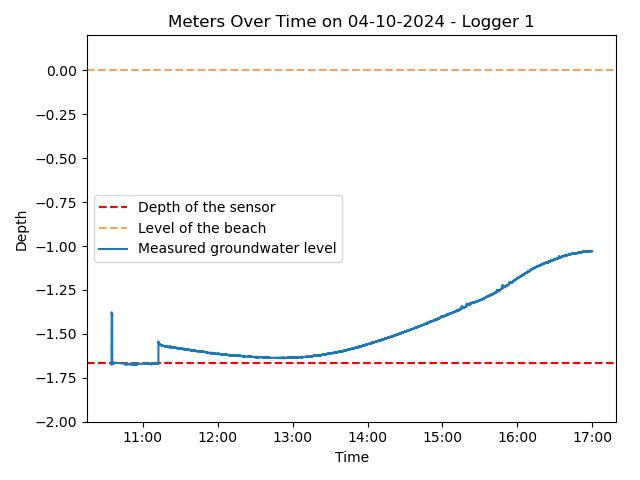 Meters Over Time on 04-10-2024 - Logger 1
0.00
−0.25
−0.50
−0.75
−1.00
−1.25
−1.50
−1.75
−2.00
Depth
Depth of the sensor
Level of the beach
Measured groundwater level
11:00 12:00 13:00 14:00 15:00 16:00 17:00
Time